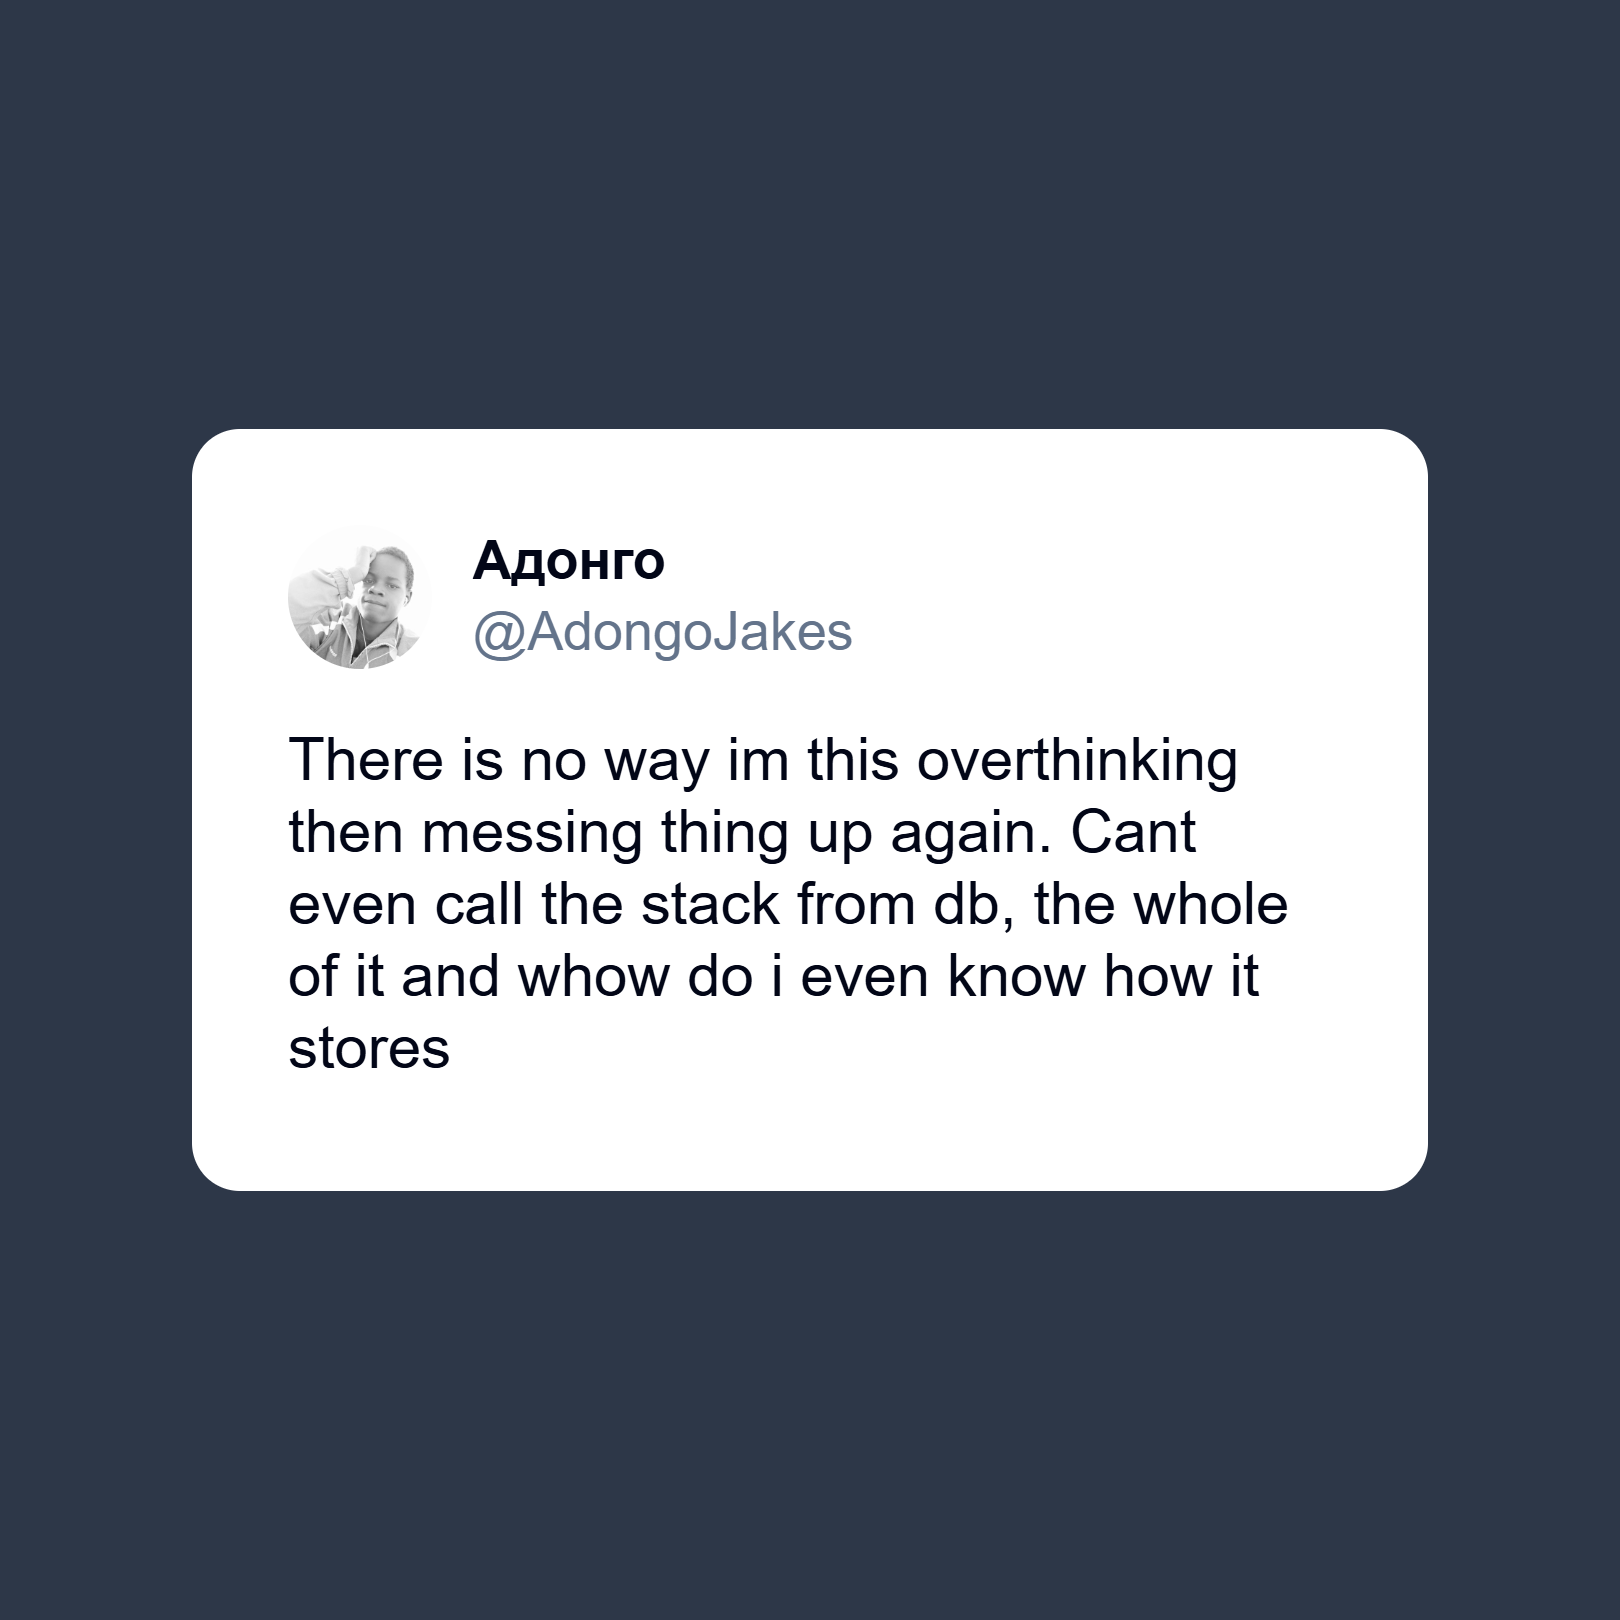 Адонго
@AdongoJakes
There is no way im this overthinking
then messing thing up again. Cant
even call the stack from db, the whole
of it and whow do i even know how it
stores